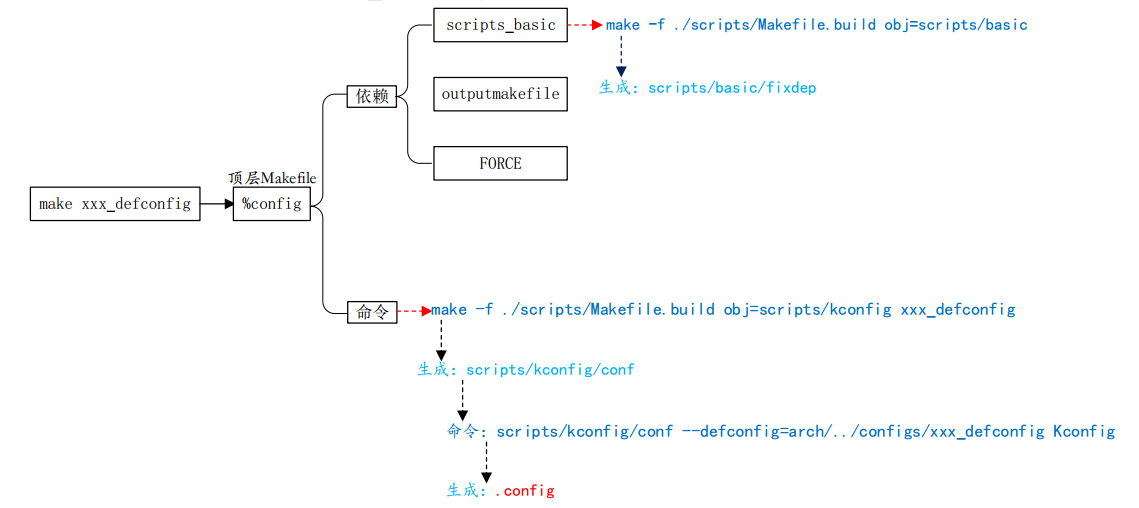 scripts_basic
make -f ./scripts/Makefile.build obj=scripts/basic
生成：scripts/basic/fixdep
依赖
outputmakefile
FORCE
顶层Makefile
make xxx_defconfig
%config
命令
make -f ./scripts/Makefile.build obj=scripts/kconfig xxx_defconfig
生成：scripts/kconfig/conf
命令：scripts/kconfig/conf --defconfig=arch/../configs/xxx_defconfig Kconfig
生成：.config